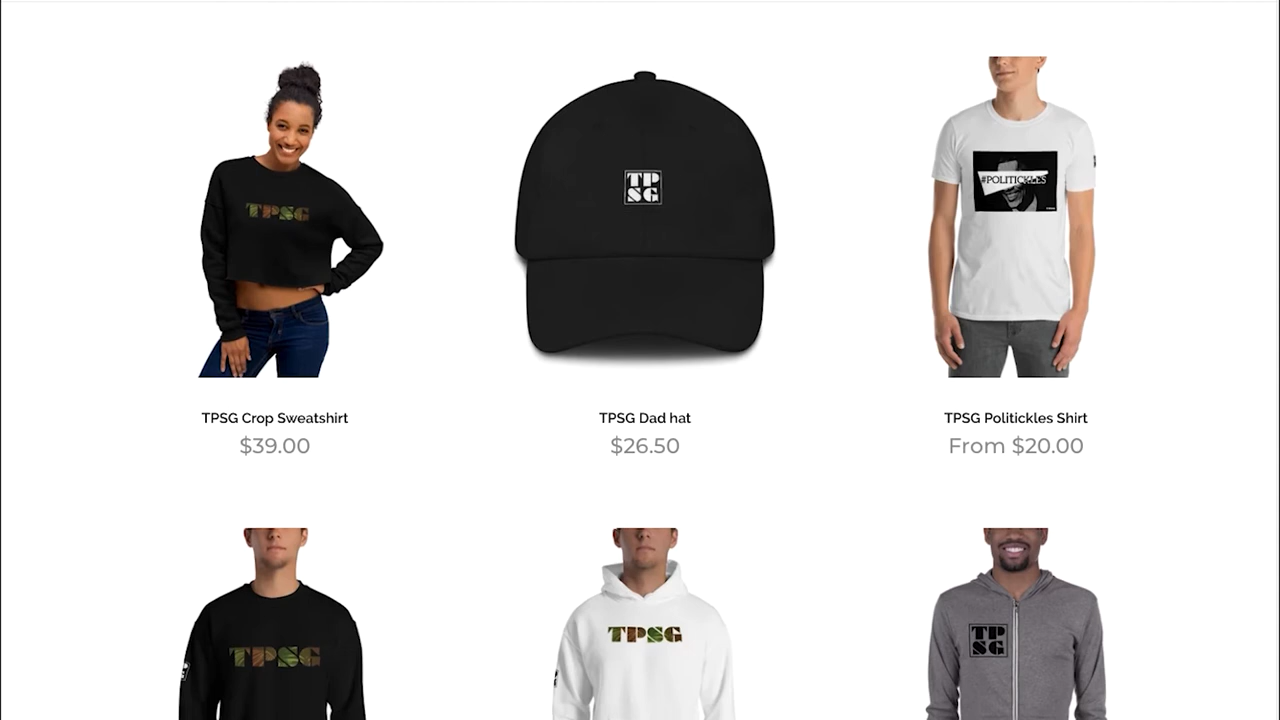 TPSG
TP
SG
#POLITICKLES
TPSG Crop Sweatshirt
TPSG Dad hat
TPSG Politickles Shirt
$39.00
$26.50
From $20.00
TPSG
TPSG
TP
SG